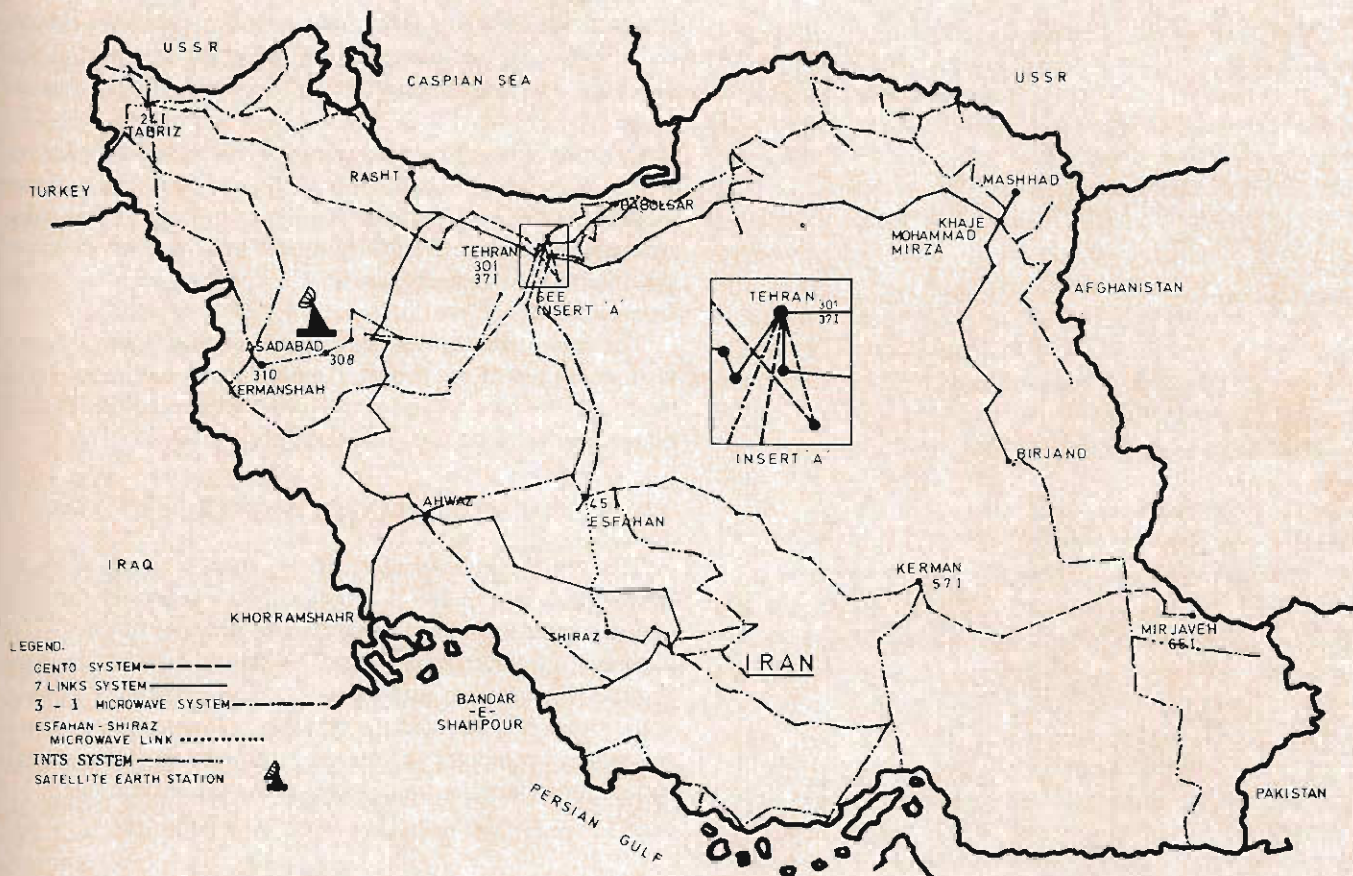 USSR
CASPIAN SEA
USSR
241
TABRIZ
TURKEY
RASHT
BABOLSAR
MASHHAD
KHAJE
MOHAMMAD
MIRZA
TEHRAN
301
371
SEE
INSERT 'A'
AFGHANISTAN
TEHRAN 301
371
INSERT 'A'
ASADABAD
308
310
KERMANSHAH
BIRJAND
AHWAZ
451
ESFAHAN
IRAQ
KERMAN
571
KHORRAMSHAHR
SHIRAZ
MIRJAVEH
651
IRAN
BANDAR
-E-
SHAHPOUR
LEGEND.
CENTO SYSTEM
7 LINKS SYSTEM
3 - 1 MICROWAVE SYSTEM
ESFAHAN - SHIRAZ
MICROWAVE LINK
INTS SYSTEM
SATELLITE EARTH STATION
PERSIAN GULF
PAKISTAN